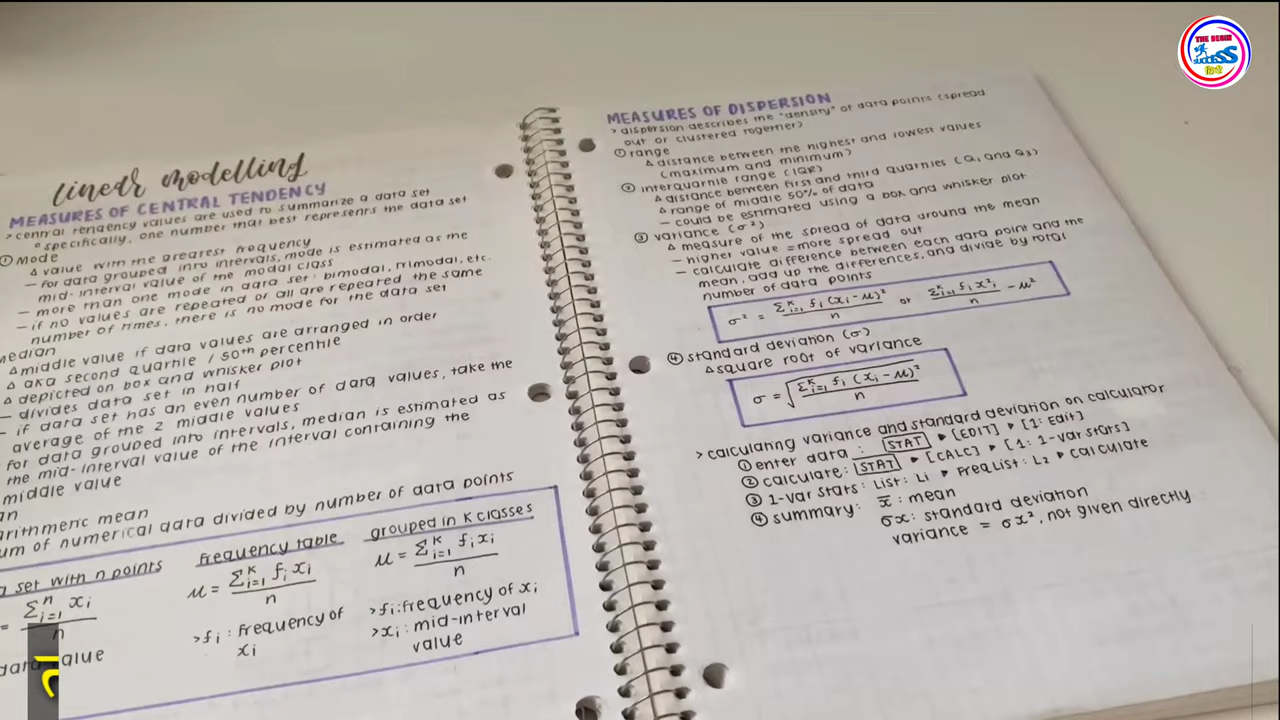 linear modelling
MEASURES OF CENTRAL TENDENCY
> central tendency values are used to summarize a data set
° specifically, one number that best represents the data set
① Mode
△ value with the greatest frequency
— for data grouped into intervals, mode is estimated as the
mid-interval value of the modal class
— more than one mode in data set: bimodal, trimodal, etc.
— if no values are repeated or all are repeated the same
number of times, there is no mode for the data set
median
△ middle value if data values are arranged in order
△ aka second quartile / 50th percentile
△ depicted on box and whisker plot
— divides data set in half
— if data set has an even number of data values, take the
average of the 2 middle values
for data grouped into intervals, median is estimated as
the mid-interval value of the interval containing the
middle value
an
arithmetic mean
um of numerical data divided by number of data points
set with n points
= Σⁿᵢ₌₁ xᵢ / n
data value
frequency table
μ = Σᴷᵢ₌₁ fᵢ xᵢ / n
> fᵢ: frequency of
xᵢ
grouped in K classes
μ = Σᴷᵢ₌₁ fᵢ xᵢ / n
> fᵢ: frequency of xᵢ
> xᵢ: mid-interval
value
MEASURES OF DISPERSION
> dispersion describes the "density" of data points (spread
out or clustered together)
① range
△ distance between the highest and lowest values
(maximum and minimum)
② interquartile range (IQR)
△ distance between first and third quartiles (Q₁ and Q₃)
△ range of middle 50% of data
— could be estimated using a box and whisker plot
③ variance (σ²)
△ measure of the spread of data around the mean
— higher value = more spread out
— calculate difference between each data point and the
mean, add up the differences, and divide by total
number of data points
σ² = Σᴷᵢ₌₁ fᵢ (xᵢ - μ)² / n or Σᴷᵢ₌₁ fᵢ x²ᵢ / n - μ²
④ standard deviation (σ)
△ square root of variance
σ = √(Σᴷᵢ₌₁ fᵢ (xᵢ - μ)² / n)
> calculating variance and standard deviation on calculator
① enter data: [STAT] ▸ [EDIT] ▸ [1: Edit]
② calculate: [STAT] ▸ [CALC] ▸ [1: 1-Var Stats]
③ 1-Var Stats: List: L₁ ▸ FreqList: L₂ ▸ calculate
④ summary: x̄: mean
σx: standard deviation
variance = σx², not given directly
THE BEGIN
SUCCESS